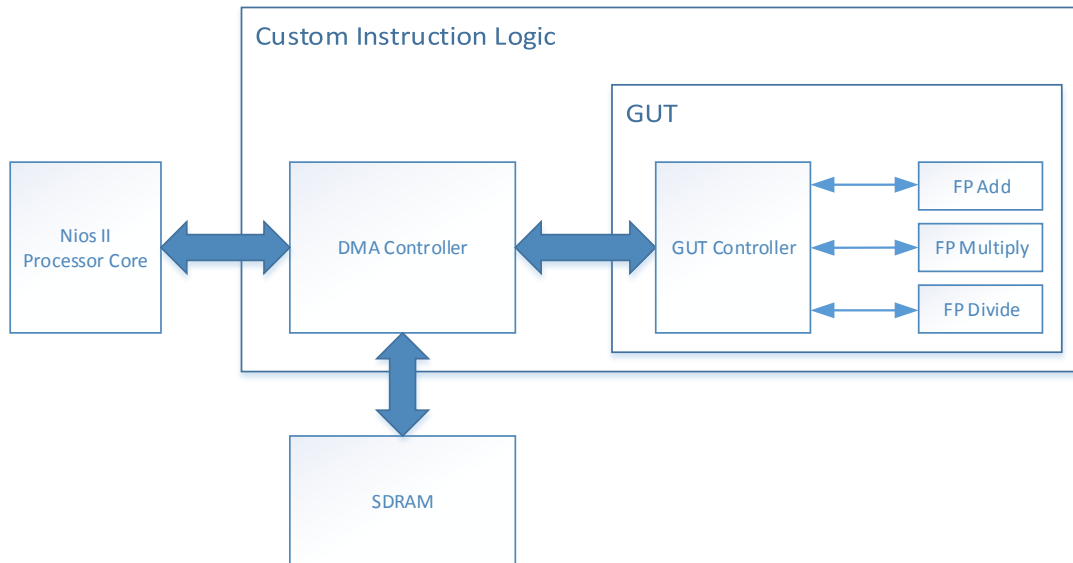 Custom Instruction Logic
GUT
Nios II
Processor Core
DMA Controller
GUT Controller
FP Add
FP Multiply
FP Divide
SDRAM